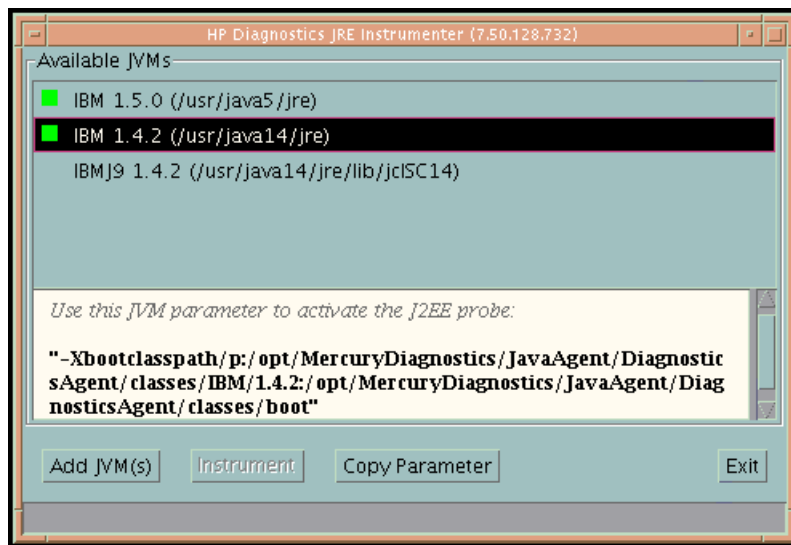 HP Diagnostics JRE Instrumenter (7.50.128.732)
Available JVMs
IBM 1.5.0 (/usr/java5/jre)
IBM 1.4.2 (/usr/java14/jre)
IBMJ9 1.4.2 (/usr/java14/jre/lib/jclSC14)
Use this JVM parameter to activate the J2EE probe:
"-Xbootclasspath/p:/opt/MercuryDiagnostics/JavaAgent/Diagnostic
sAgent/classes/IBM/1.4.2:/opt/MercuryDiagnostics/JavaAgent/Diag
nosticsAgent/classes/boot"
Add JVM(s) Instrument Copy Parameter Exit